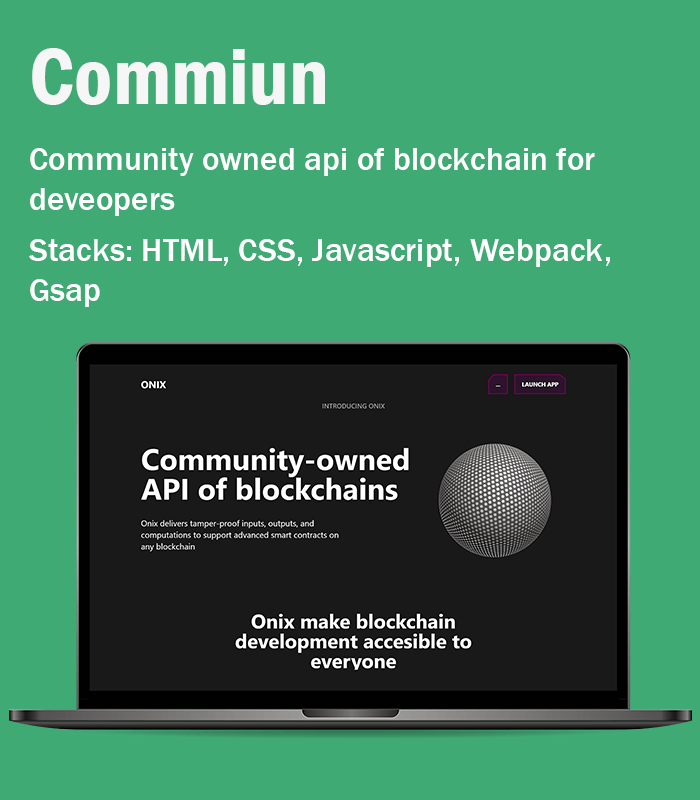 Commiun
Community owned api of blockchain for
deveopers
Stacks: HTML, CSS, Javascript, Webpack,
Gsap
ONIX
...
LAUNCH APP
INTRODUCING ONIX
Community-owned
API of blockchains
Onix delivers tamper-proof inputs, outputs, and
computations to support advanced smart contracts on
any blockchain
Onix make blockchain
development accesible to
everyone